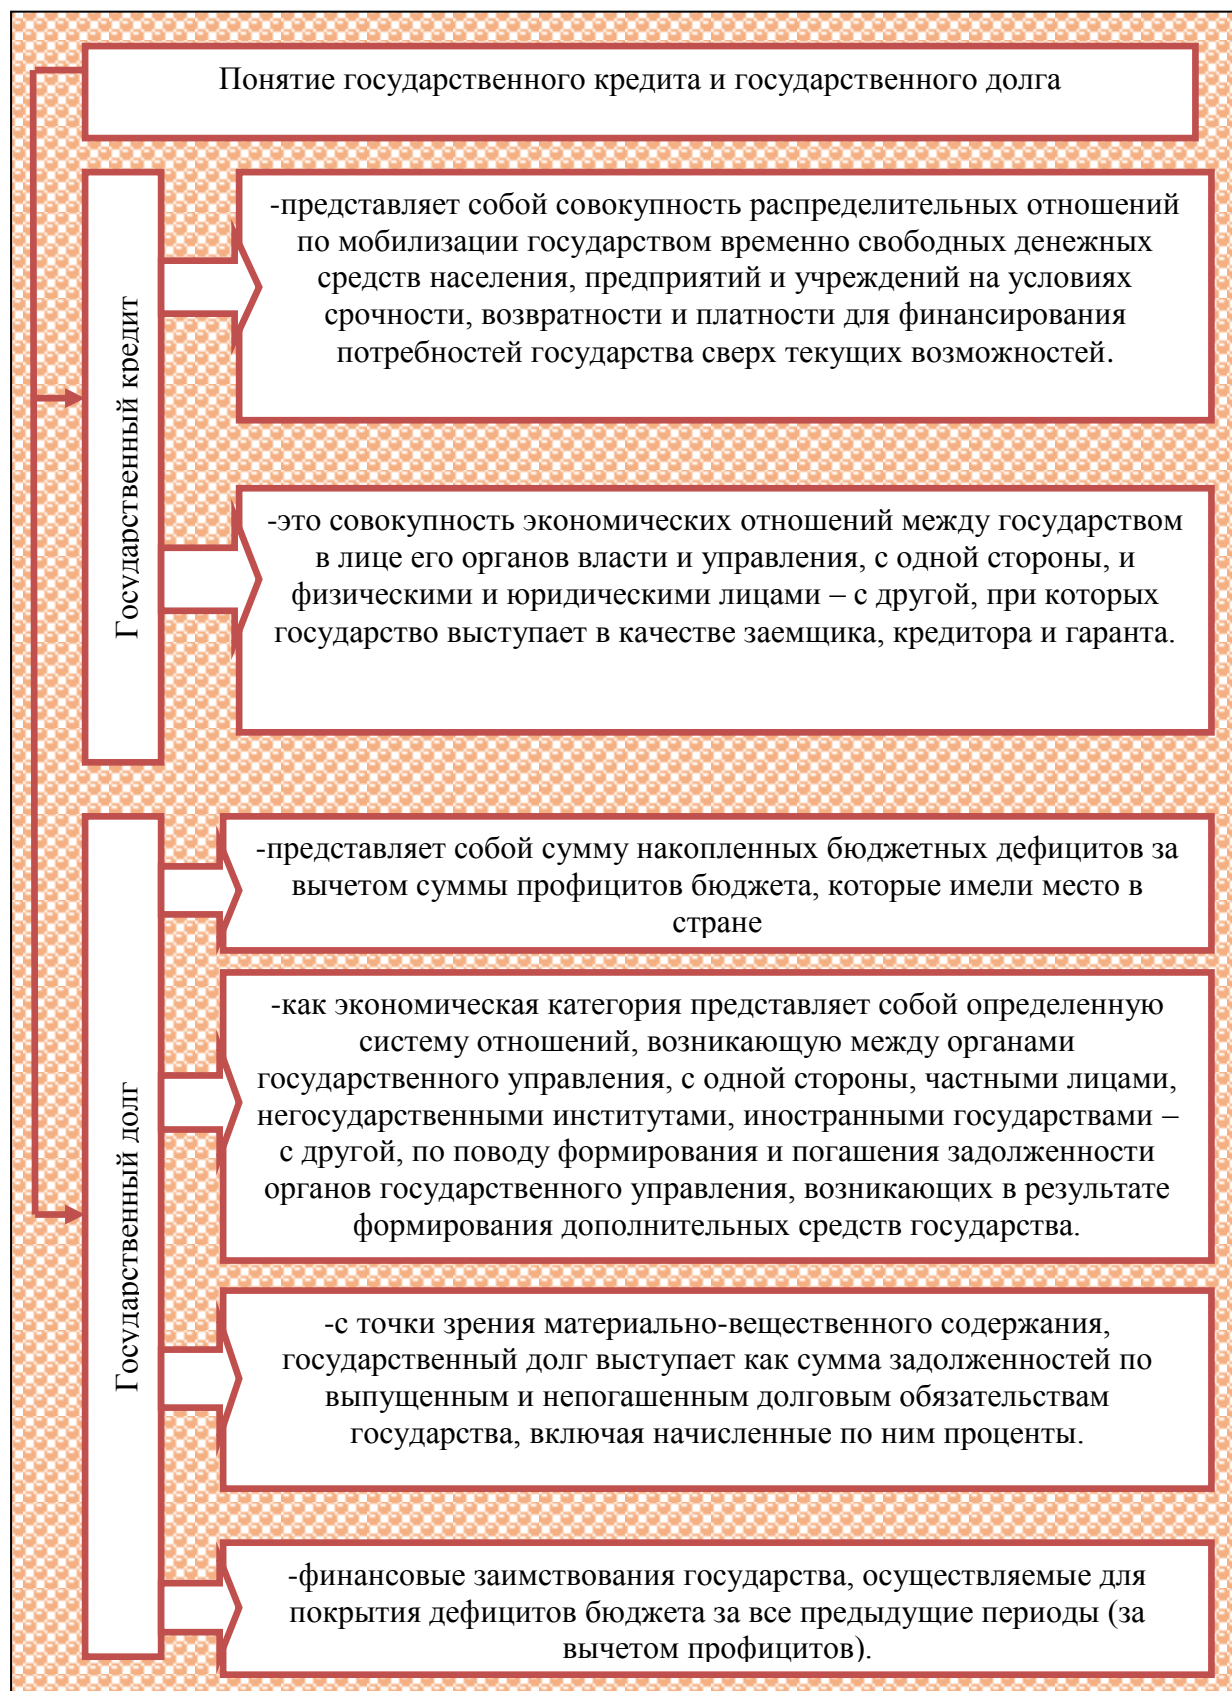 Понятие государственного кредита и государственного долга
Государственный кредит
-представляет собой совокупность распределительных отношений
по мобилизации государством временно свободных денежных
средств населения, предприятий и учреждений на условиях
срочности, возвратности и платности для финансирования
потребностей государства сверх текущих возможностей.
-это совокупность экономических отношений между государством
в лице его органов власти и управления, с одной стороны, и
физическими и юридическими лицами – с другой, при которых
государство выступает в качестве заемщика, кредитора и гаранта.
Государственный долг
-представляет собой сумму накопленных бюджетных дефицитов за
вычетом суммы профицитов бюджета, которые имели место в
стране
-как экономическая категория представляет собой определенную
систему отношений, возникающую между органами
государственного управления, с одной стороны, частными лицами,
негосударственными институтами, иностранными государствами –
с другой, по поводу формирования и погашения задолженности
органов государственного управления, возникающих в результате
формирования дополнительных средств государства.
-с точки зрения материально-вещественного содержания,
государственный долг выступает как сумма задолженностей по
выпущенным и непогашенным долговым обязательствам
государства, включая начисленные по ним проценты.
-финансовые заимствования государства, осуществляемые для
покрытия дефицитов бюджета за все предыдущие периоды (за
вычетом профицитов).